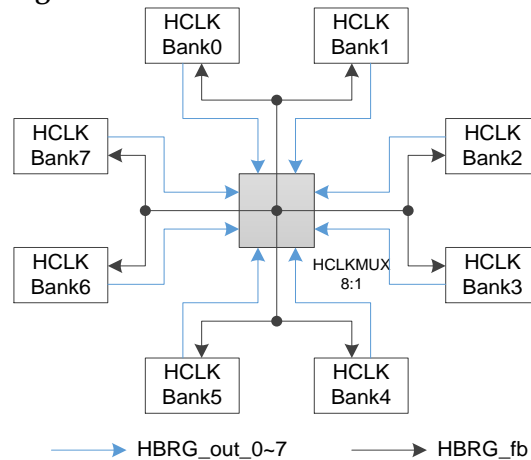 HCLK
Bank0
HCLK
Bank1
HCLK
Bank7
HCLK
Bank2
HCLK
Bank6
HCLKMUX
8:1
HCLK
Bank3
HCLK
Bank5
HCLK
Bank4
HBRG_out_0~7
HBRG_fb